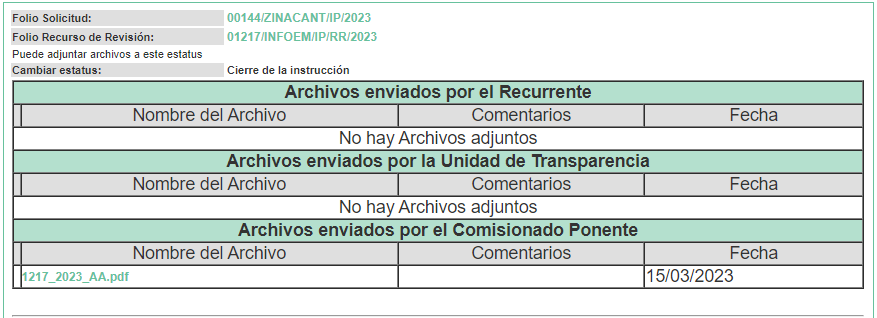 Folio Solicitud: 00144/ZINACANT/IP/2023
Folio Recurso de Revisión: 01217/INFOEM/IP/RR/2023
Puede adjuntar archivos a este estatus
Cambiar estatus: Cierre de la instrucción
Archivos enviados por el Recurrente
Nombre del Archivo Comentarios Fecha
No hay Archivos adjuntos
Archivos enviados por la Unidad de Transparencia
Nombre del Archivo Comentarios Fecha
No hay Archivos adjuntos
Archivos enviados por el Comisionado Ponente
Nombre del Archivo Comentarios Fecha
1217_2023_AA.pdf 15/03/2023